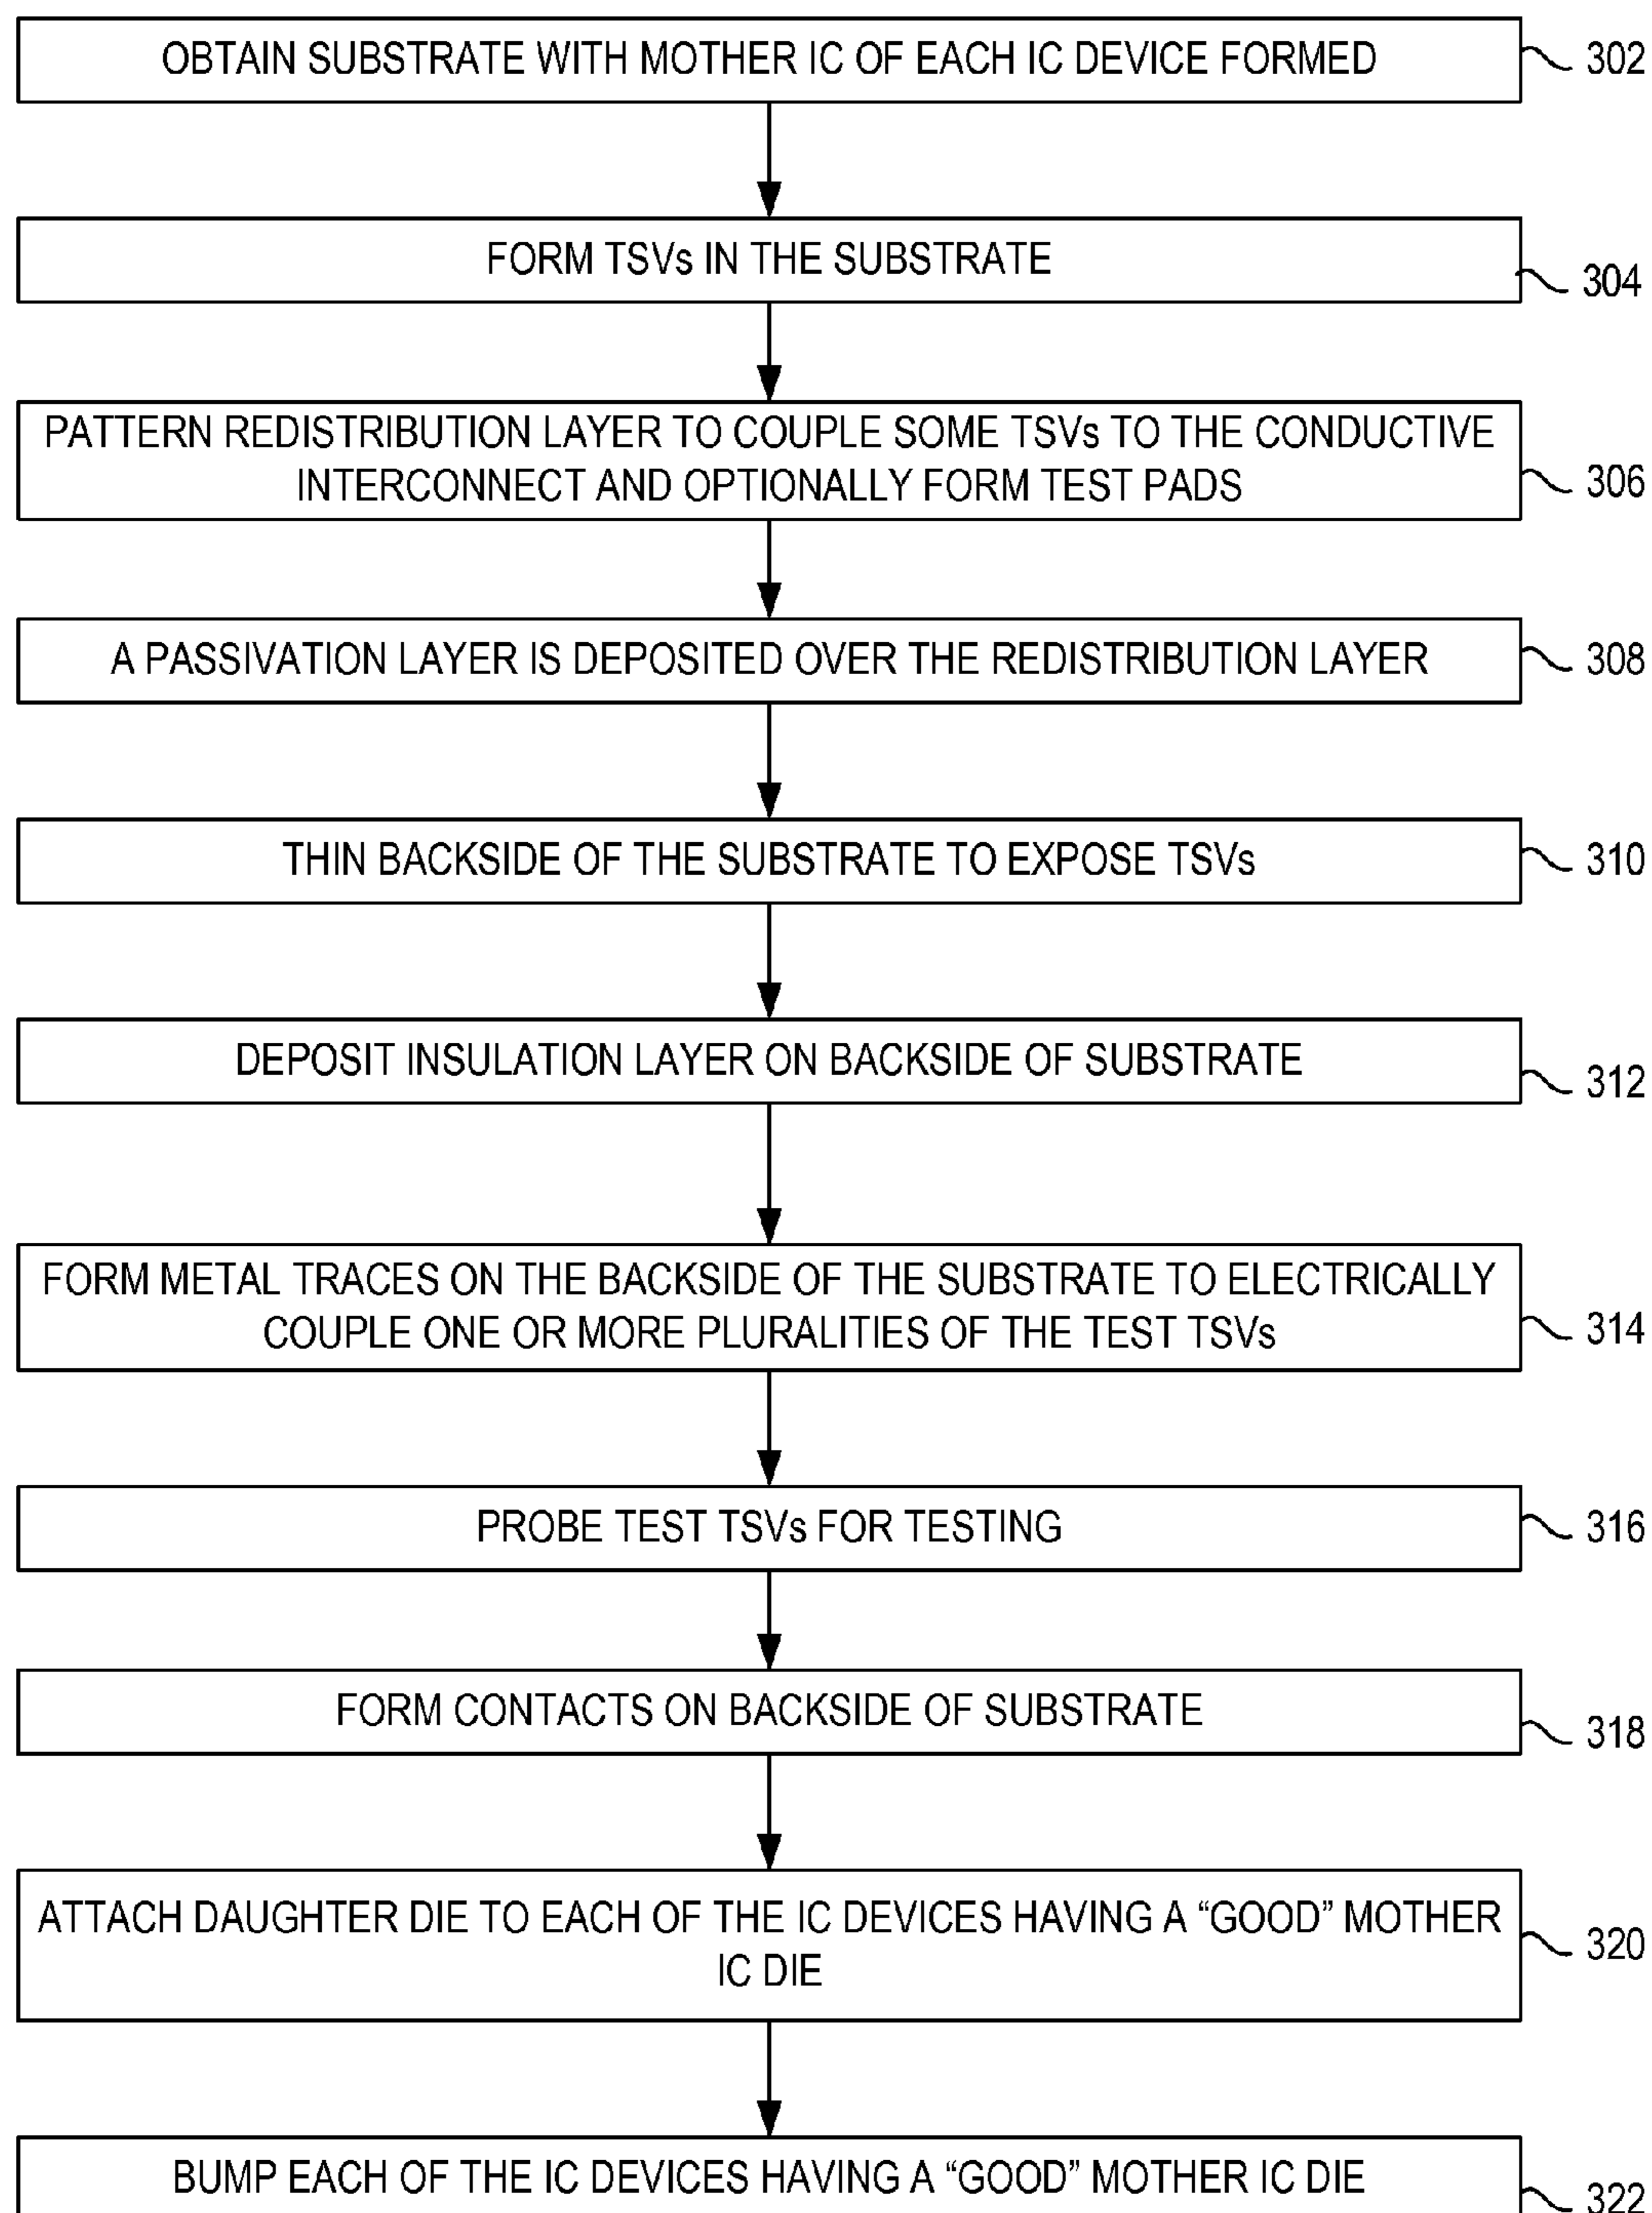 OBTAIN SUBSTRATE WITH MOTHER IC OF EACH IC DEVICE FORMED
302
FORM TSVs IN THE SUBSTRATE
304
PATTERN REDISTRIBUTION LAYER TO COUPLE SOME TSVs TO THE CONDUCTIVE
INTERCONNECT AND OPTIONALLY FORM TEST PADS
306
A PASSIVATION LAYER IS DEPOSITED OVER THE REDISTRIBUTION LAYER
308
THIN BACKSIDE OF THE SUBSTRATE TO EXPOSE TSVs
310
DEPOSIT INSULATION LAYER ON BACKSIDE OF SUBSTRATE
312
FORM METAL TRACES ON THE BACKSIDE OF THE SUBSTRATE TO ELECTRICALLY
COUPLE ONE OR MORE PLURALITIES OF THE TEST TSVs
314
PROBE TEST TSVs FOR TESTING
316
FORM CONTACTS ON BACKSIDE OF SUBSTRATE
318
ATTACH DAUGHTER DIE TO EACH OF THE IC DEVICES HAVING A “GOOD” MOTHER
IC DIE
320
BUMP EACH OF THE IC DEVICES HAVING A “GOOD” MOTHER IC DIE
322